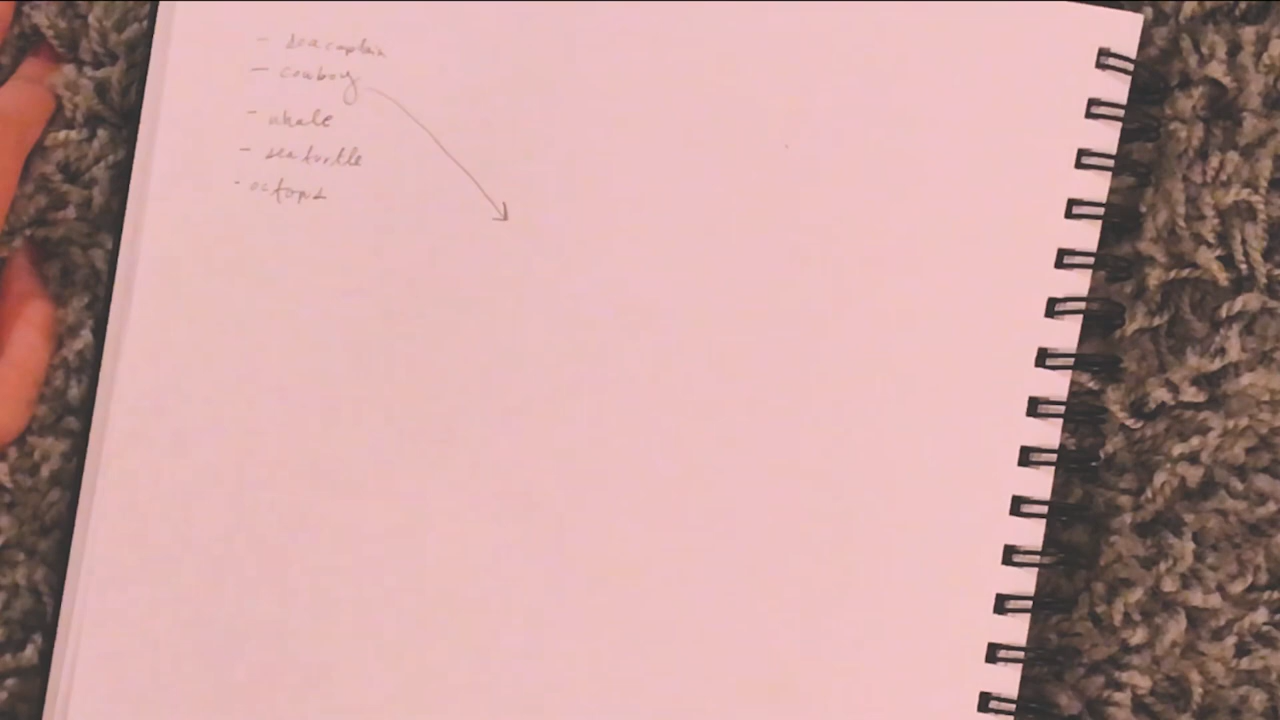 - sea captain
- cowboy
- whale
- sea turtle
- octopus